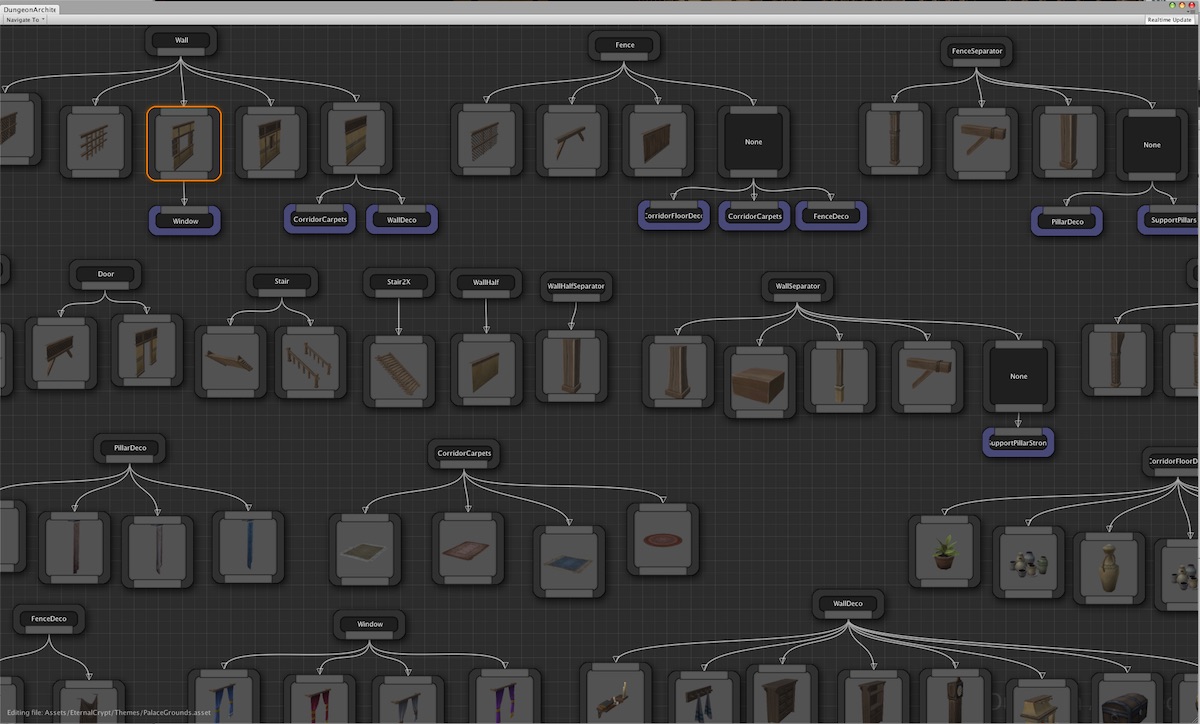 DungeonArchite
Navigate To
Realtime Update
Wall
Fence
FenceSeparator
None
None
Window
CorridorCarpets
WallDeco
CorridorFloorDeco
CorridorCarpets
FenceDeco
PillarDeco
SupportPillars
Door
Stair
Stair2X
WallHalf
WallHalfSeparator
WallSeparator
None
SupportPillarStron
PillarDeco
CorridorCarpets
CorridorFloorD
FenceDeco
Window
WallDeco
Editing file: Assets/EternalCrypt/Themes/PalaceGrounds.asset